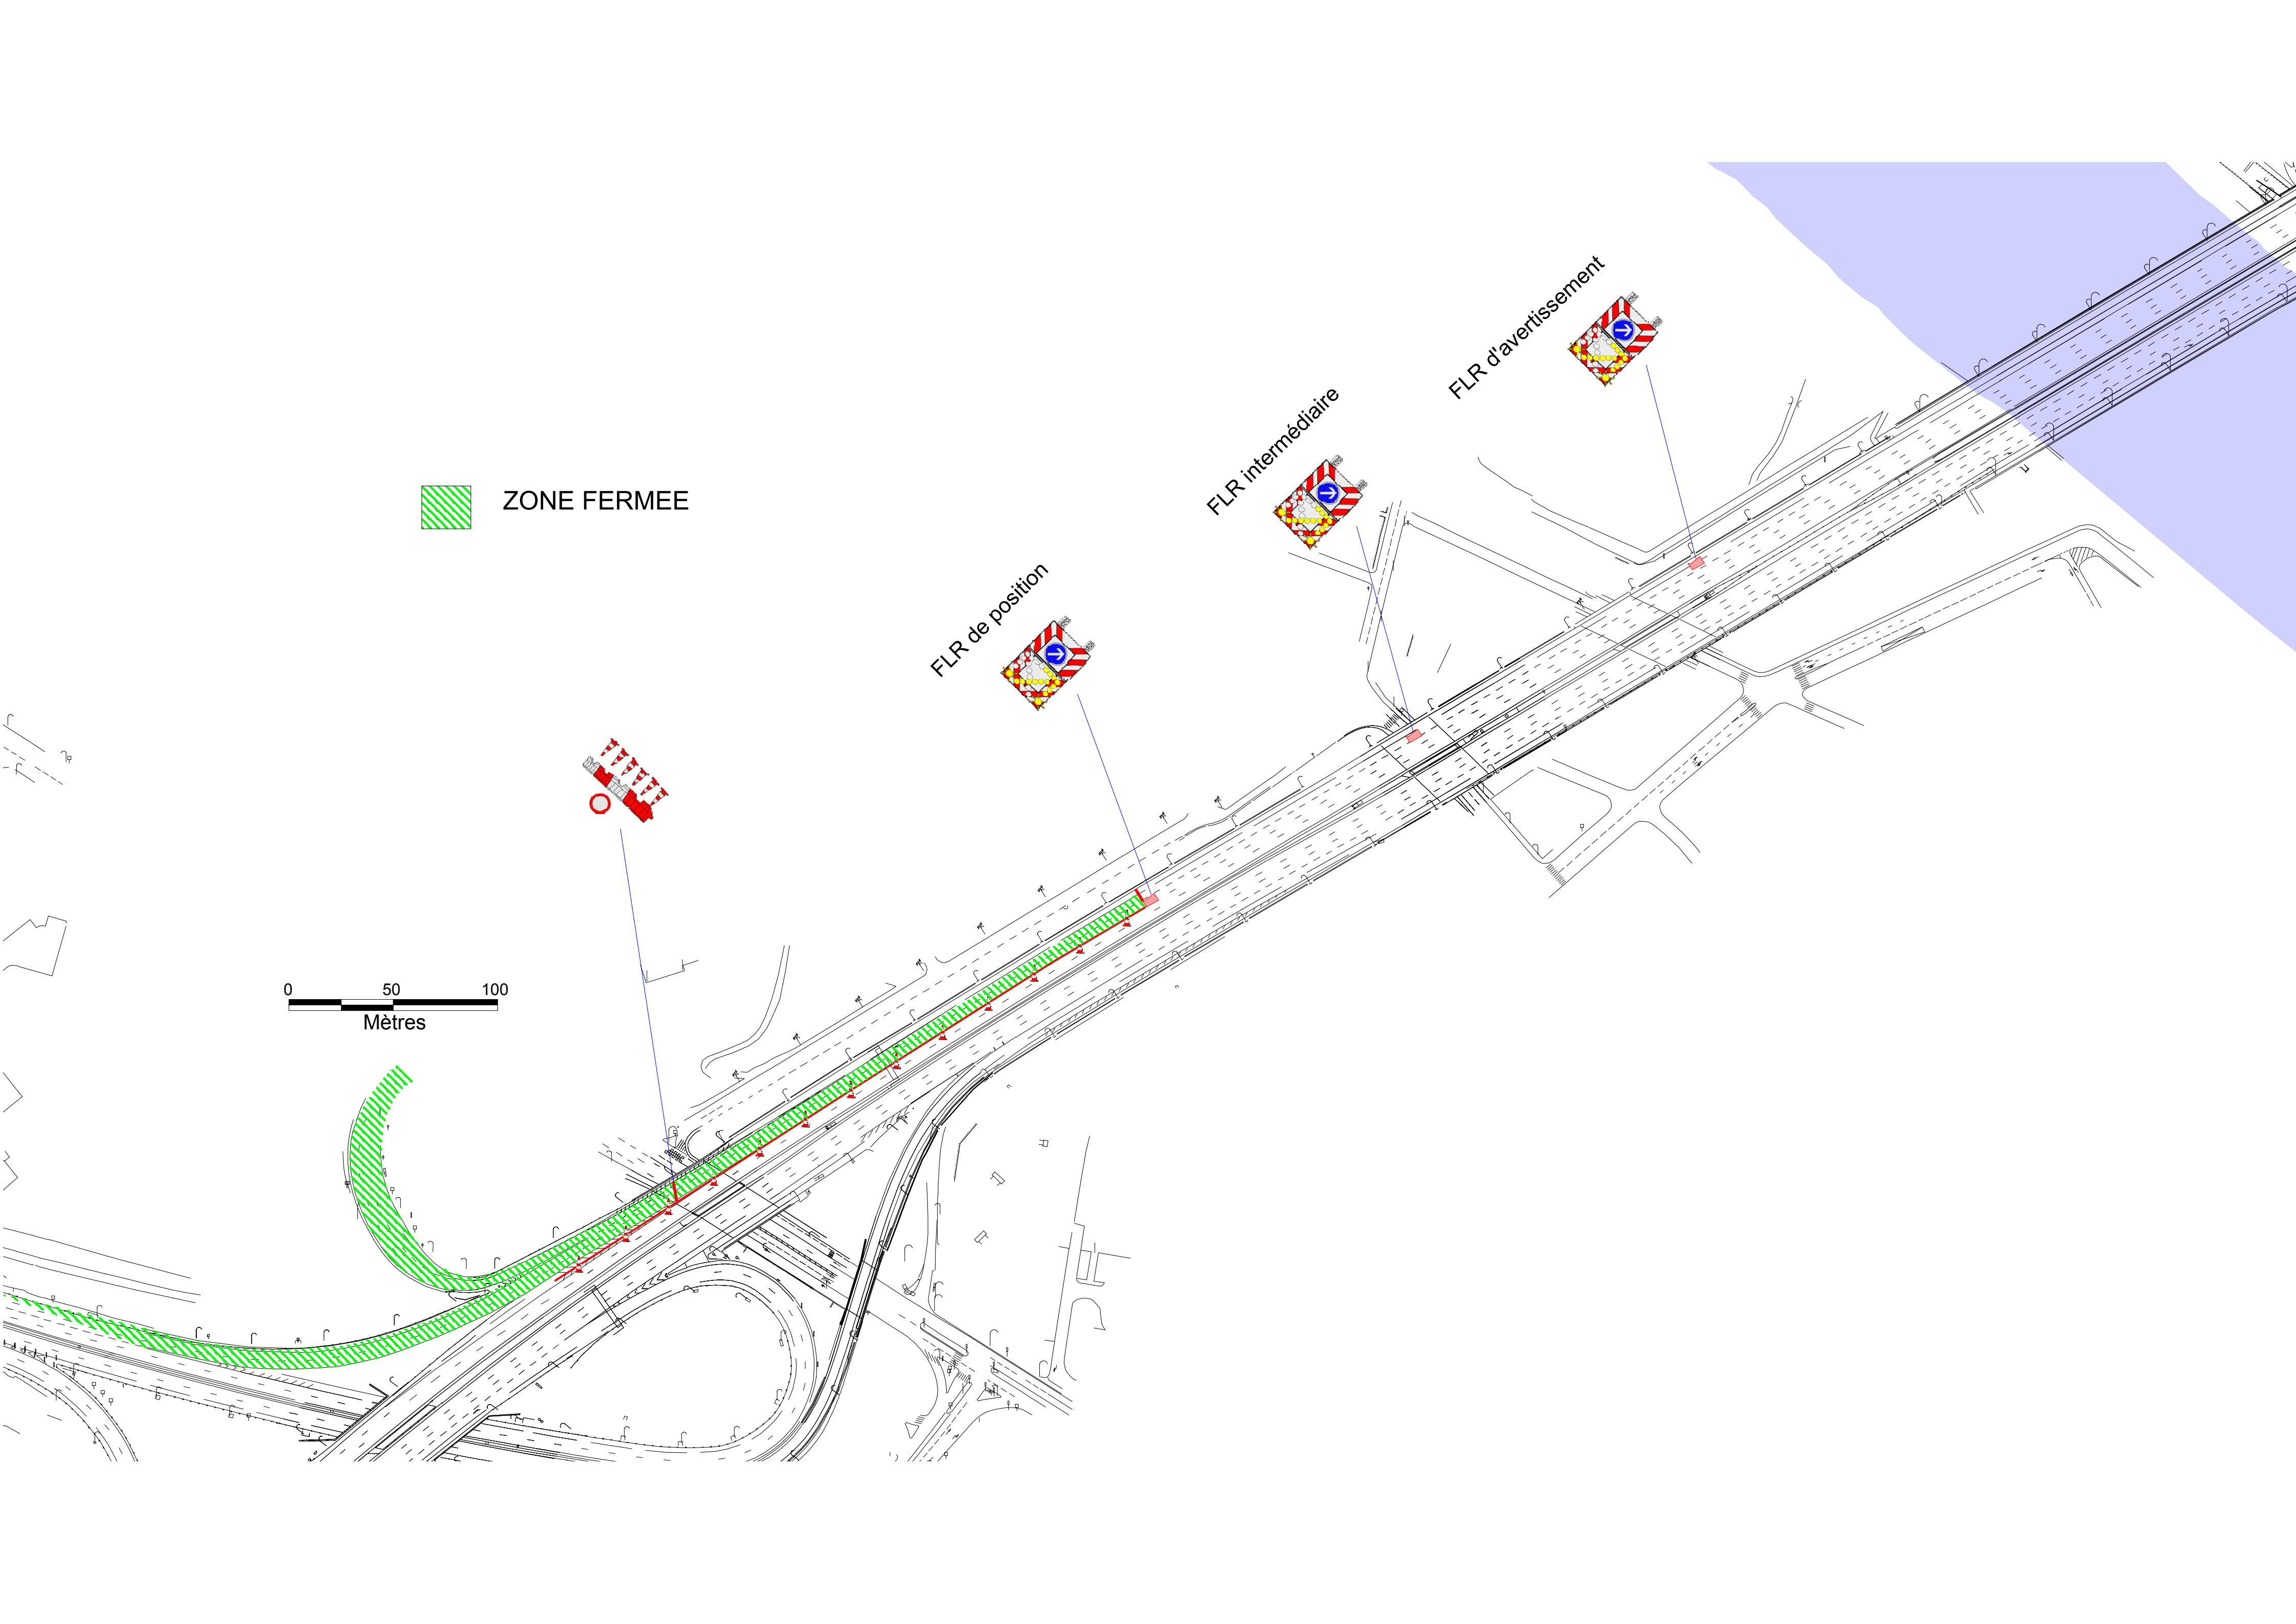 FLR d'avertissement
FLR intermédiaire
ZONE FERMEE
FLR de position
0 50 100
Mètres